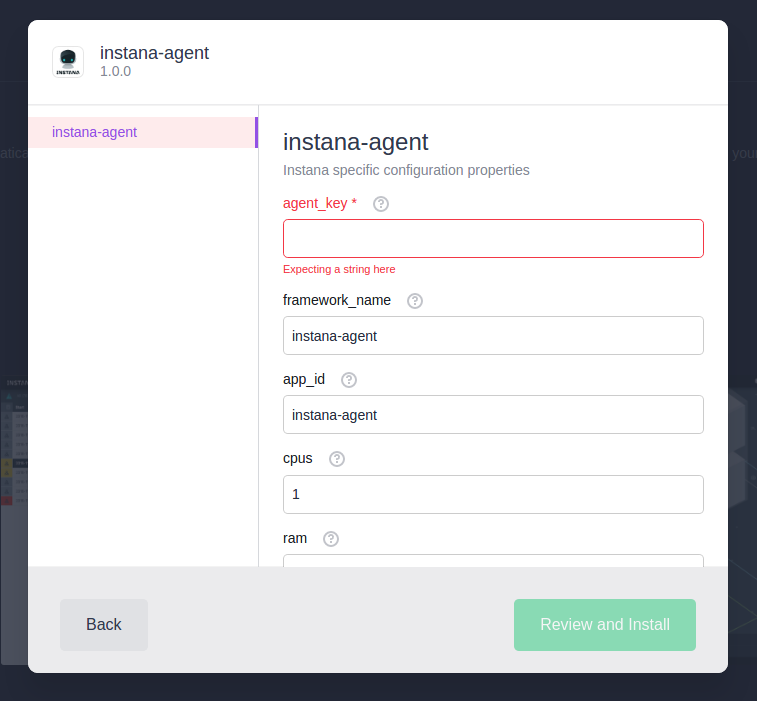 instana-agent
1.0.0
INSTANA
instana-agent
instana-agent
Instana specific configuration properties
agent_key *
Expecting a string here
framework_name
instana-agent
app_id
instana-agent
cpus
1
ram
Back
Review and Install
your